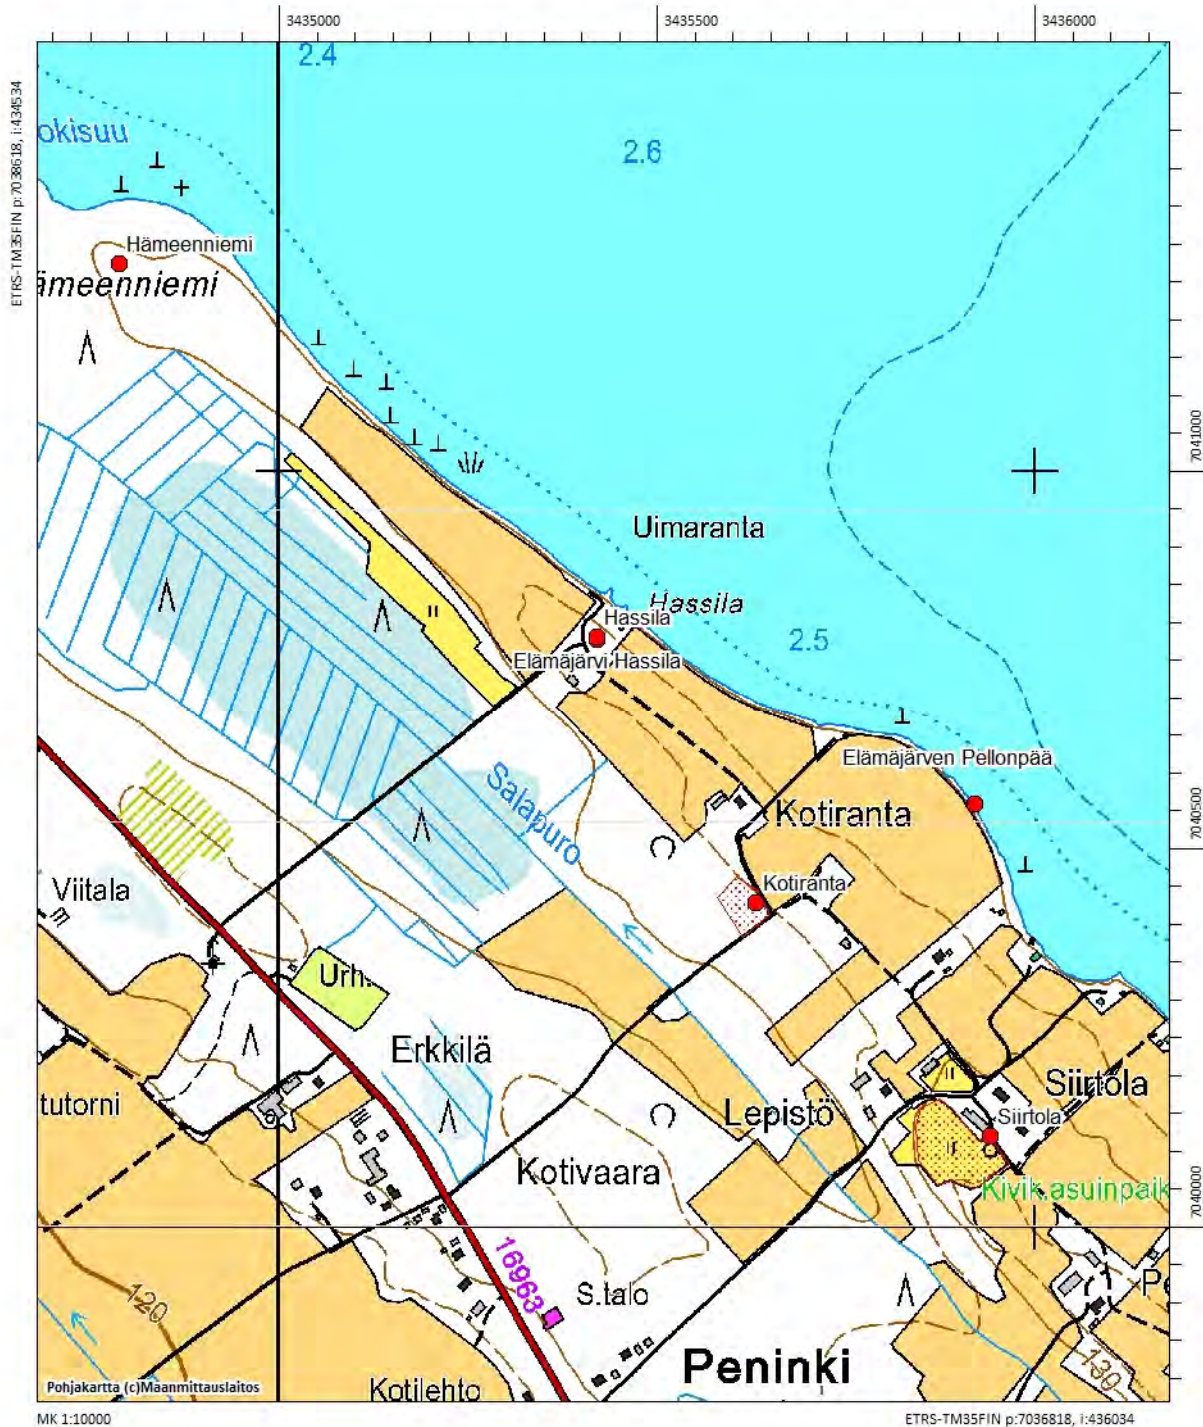 3435000
3435500
3436000
ETRS-TM35FIN p:7038618, i:434534
2.4
okisuu
2.6
Hämeenniemi
ämeenniemi
7041000
Uimaranta
Hassila
Hassila
2.5
Elämäjärvi Hassila
Elämäjärven Pellonpää
Salapuro
Kotiranta
7040500
Viitala
Kotiranta
Urh.
Erkkilä
tutorni
Lepistö
Siirtola
Siirtola
Kotivaara
Kivik.asuinpaik
7040000
16963
120
S.talo
Pe
Peninki
130
Pohjakartta (c)Maanmittauslaitos
Kotilehto
MK 1:10000
ETRS-TM35FIN p:7036818, i:436034